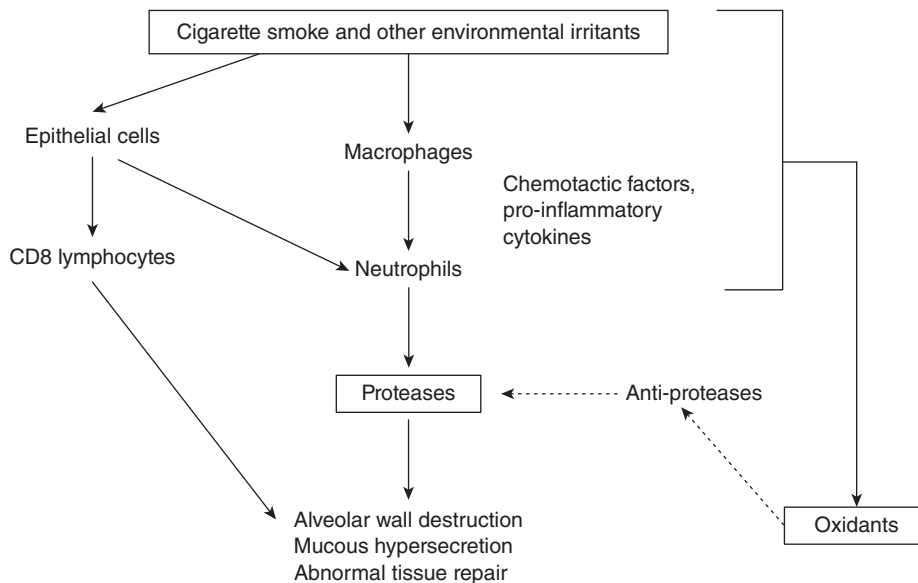 Cigarette smoke and other environmental irritants
Epithelial cells
Macrophages
Chemotactic factors,
pro-inflammatory
cytokines
CD8 lymphocytes
Neutrophils
Proteases
Anti-proteases
Alveolar wall destruction
Mucous hypersecretion
Abnormal tissue repair
Oxidants